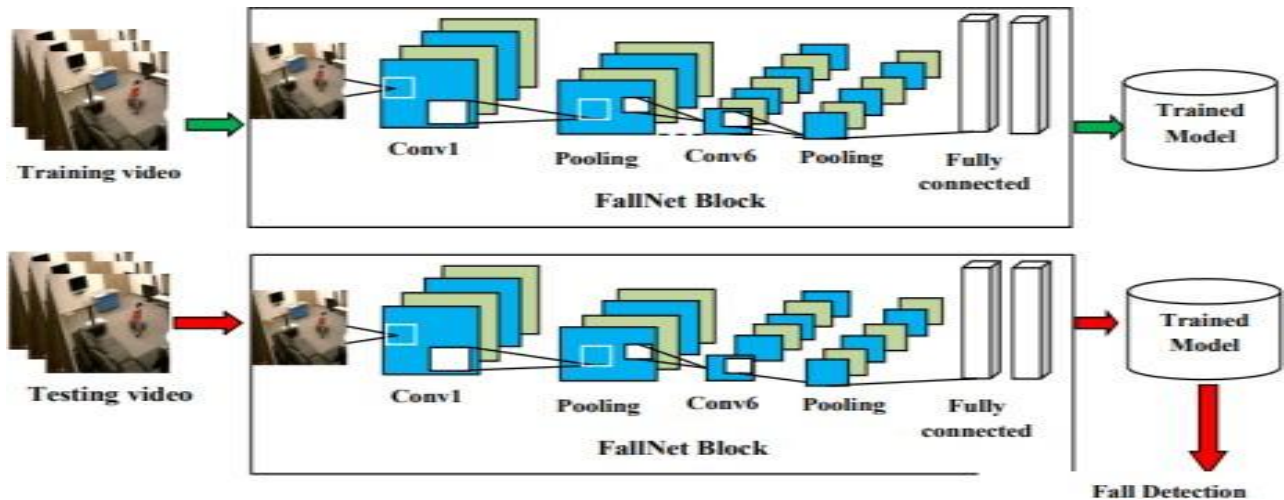 Training video
Conv1
Pooling
Conv6
Pooling
Fully
connected
FallNet Block
Trained
Model
Testing video
Conv1
Pooling
Conv6
Pooling
Fully
connected
FallNet Block
Trained
Model
Fall Detection